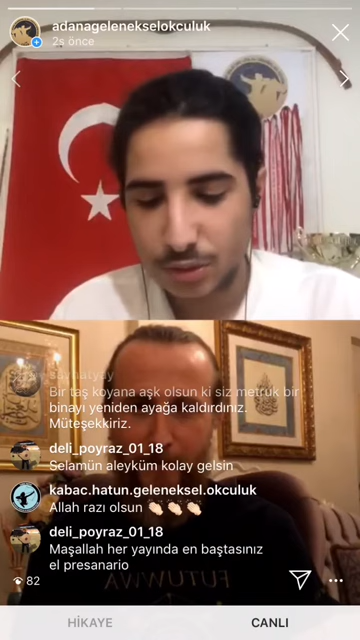 adanagelenekselokculuk
2s önce
Bir taş koyana aşk olsun ki siz metruk bir
binayı yeniden ayağa kaldırdınız.
Müteşekkiriz.
deli_poyraz_01_18
Selamün aleyküm kolay gelsin
kabac.hatun.geleneksel.okculuk
Allah razı olsun 👏🏻👏🏻👏🏻
deli_poyraz_01_18
Maşallah her yayında en baştasınız
el presanario
FUTUWWA
82
HİKAYE
CANLI